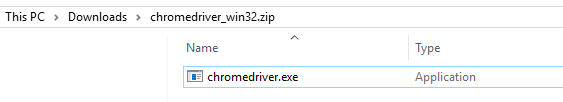 This PC > Downloads > chromedriver_win32.zip
Name Type
chromedriver.exe Application